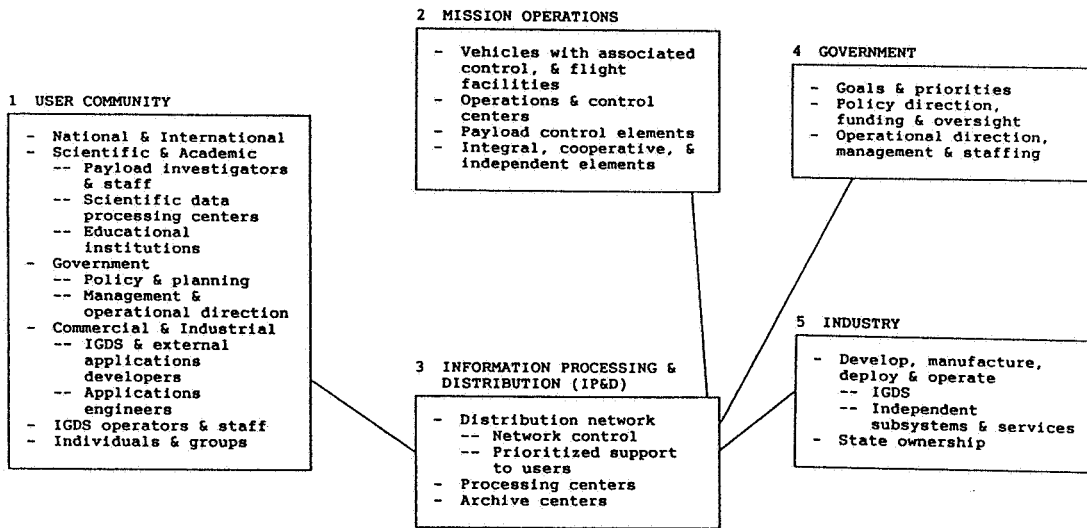 1 USER COMMUNITY
- National & International
- Scientific & Academic
-- Payload investigators
& staff
-- Scientific data
processing centers
-- Educational
institutions
- Government
-- Policy & planning
-- Management &
operational direction
- Commercial & Industrial
-- IGDS & external
applications
developers
-- Applications
engineers
- IGDS operators & staff
- Individuals & groups
2 MISSION OPERATIONS
- Vehicles with associated
control, & flight
facilities
- Operations & control
centers
- Payload control elements
- Integral, cooperative, &
independent elements
3 INFORMATION PROCESSING &
DISTRIBUTION (IP&D)
- Distribution network
-- Network control
-- Prioritized support
to users
- Processing centers
- Archive centers
4 GOVERNMENT
- Goals & priorities
- Policy direction,
funding & oversight
- Operational direction,
management & staffing
5 INDUSTRY
- Develop, manufacture,
deploy & operate
-- IGDS
-- Independent
subsystems & services
- State ownership